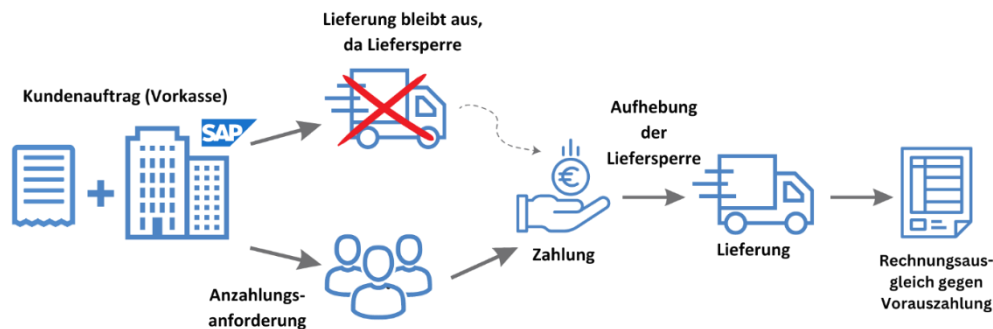 Lieferung bleibt aus,
da Liefersperre
Kundenauftrag (Vorkasse)
SAP
Aufhebung
der
Liefersperre
€
Zahlung
Lieferung
Anzahlungs-
anforderung
Rechnungsaus-
gleich gegen
Vorauszahlung